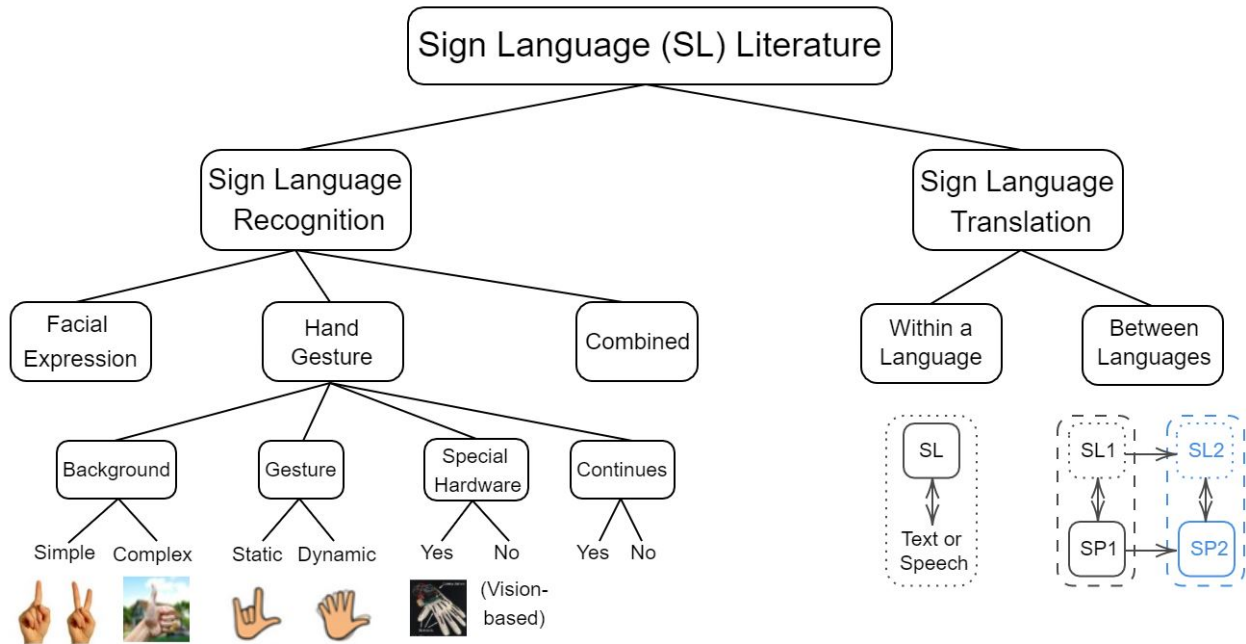 Sign Language (SL) Literature
Sign Language
Recognition
Sign Language
Translation
Facial
Expression
Hand
Gesture
Combined
Within a
Language
Between
Languages
Background
Gesture
Special
Hardware
Continues
SL
SL1
SL2
Simple
Complex
Static
Dynamic
Yes
No
Yes
No
Text or
Speech
SP1
SP2
(Vision-
based)